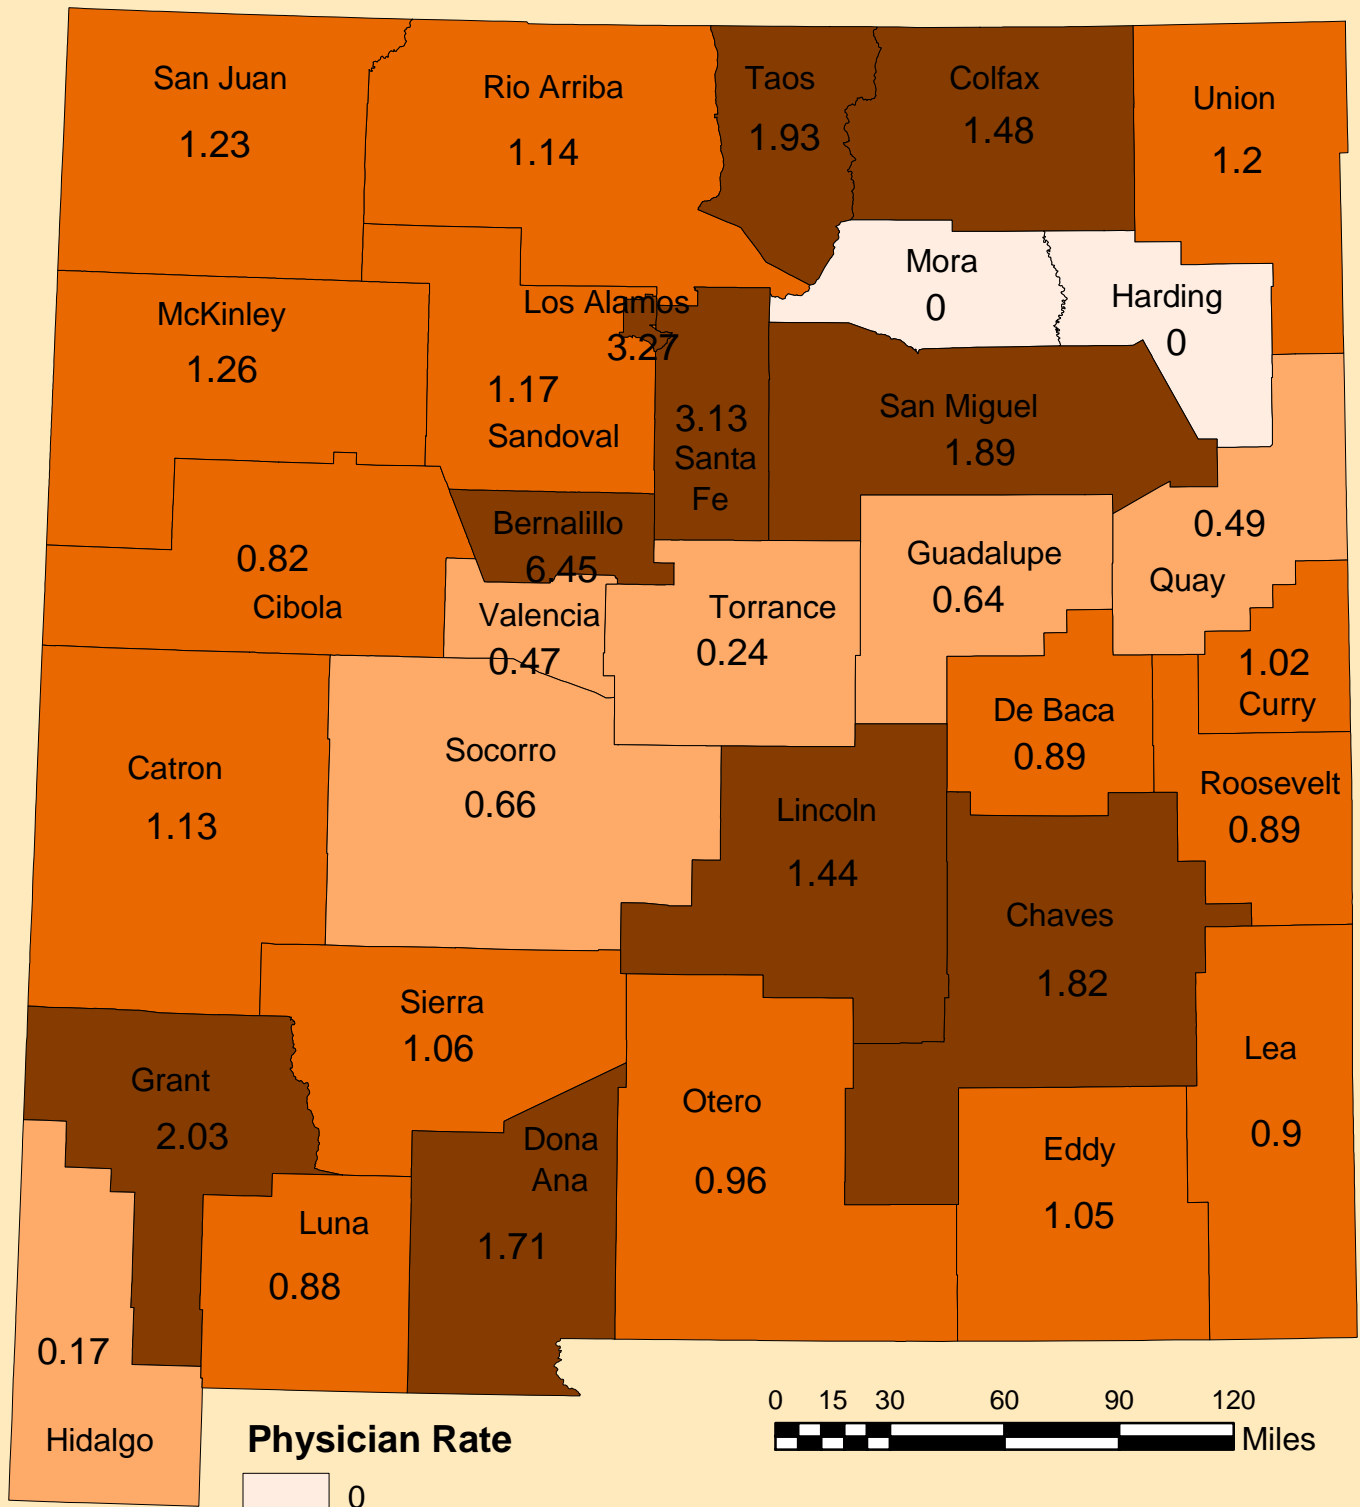 San Juan
1.23
Rio Arriba
1.14
Taos
1.93
Colfax
1.48
Union
1.2
Mora
0
Harding
0
McKinley
1.26
Los Alamos
3.27
1.17
Sandoval
3.13
Santa
Fe
San Miguel
1.89
Bernalillo
6.45
0.82
Cibola
Valencia
0.47
Torrance
0.24
Guadalupe
0.64
0.49
Quay
1.02
Curry
De Baca
0.89
Roosevelt
0.89
Catron
1.13
Socorro
0.66
Lincoln
1.44
Chaves
1.82
Sierra
1.06
Grant
2.03
Dona
Ana
1.71
Otero
0.96
Eddy
1.05
Lea
0.9
Luna
0.88
0.17
Hidalgo
Physician Rate
0
0 15 30 60 90 120
Miles